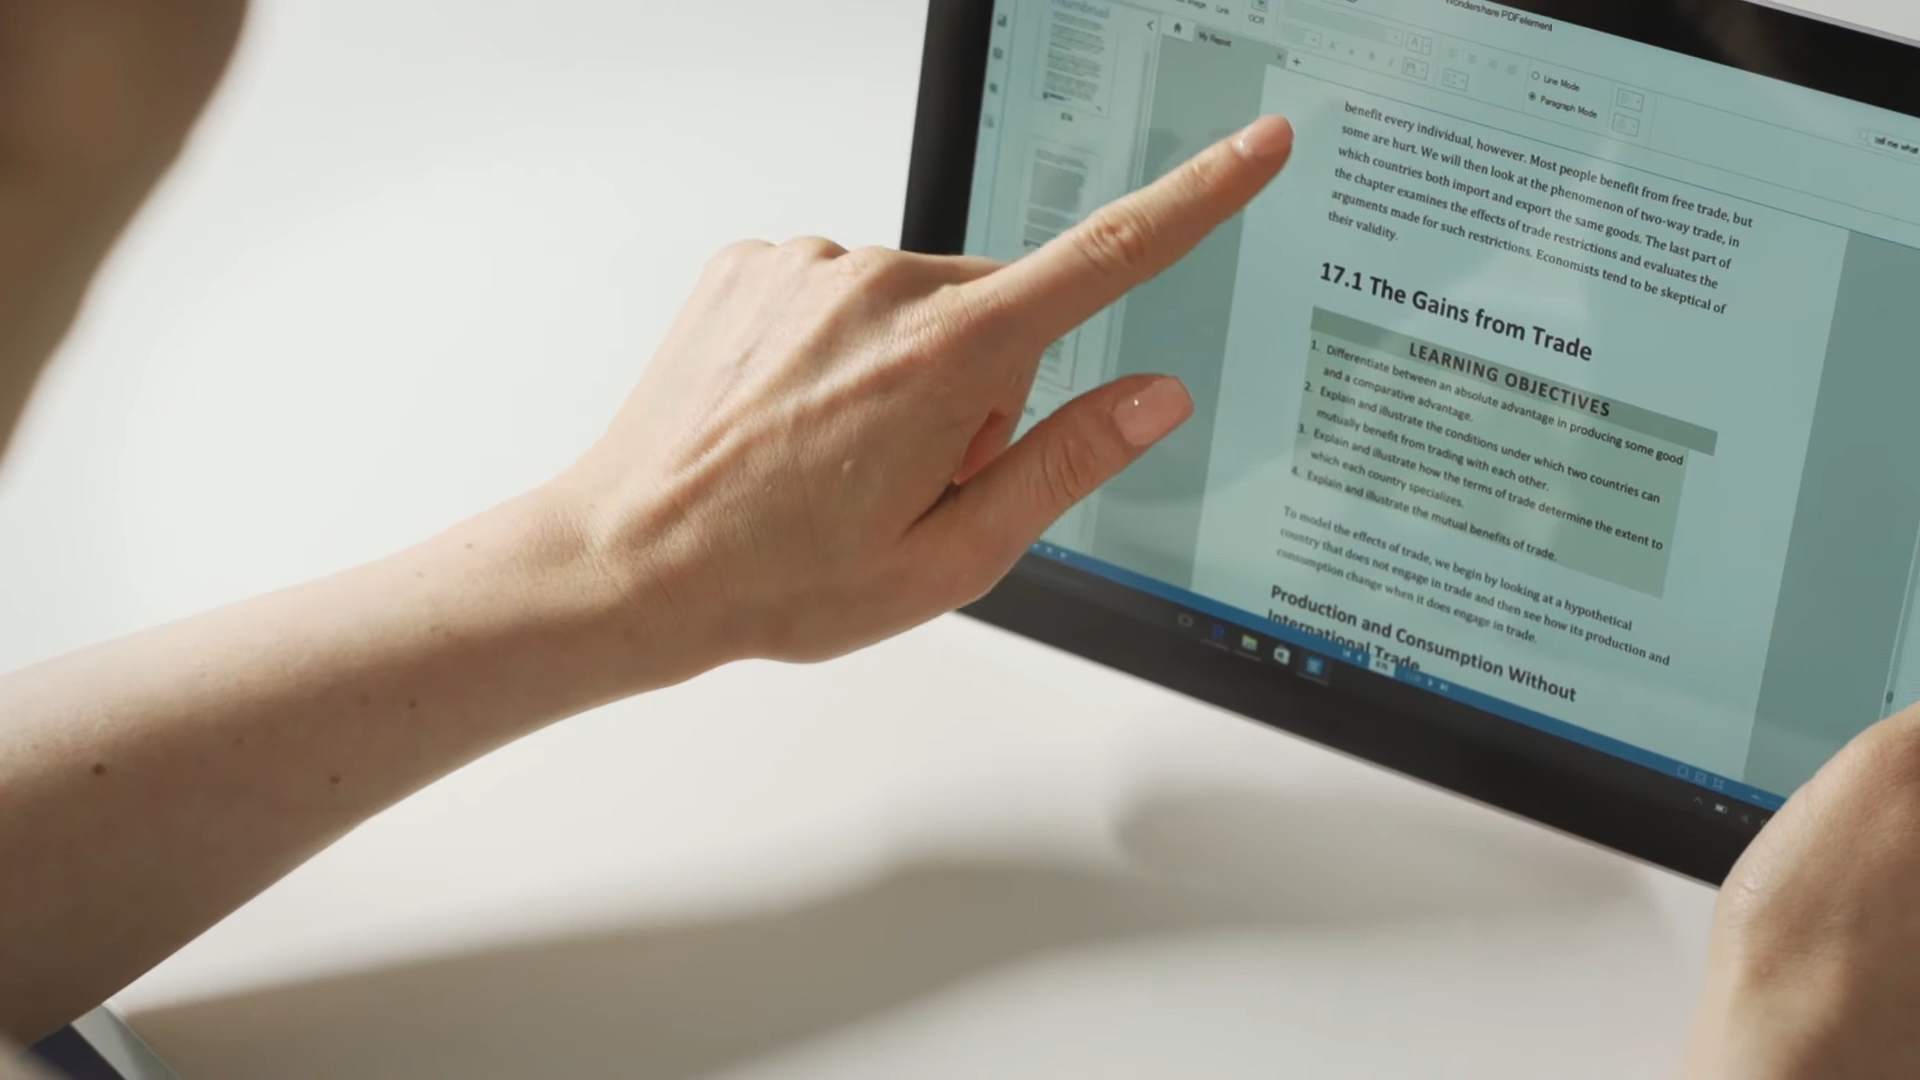 Wondershare PDFelement
Thumbnail
Link
OCR
My Report
Line Mode
Paragraph Mode
tell me what
benefit every individual, however. Most people benefit from free trade, but
some are hurt. We will then look at the phenomenon of two-way trade, in
which countries both import and export the same goods. The last part of
the chapter examines the effects of trade restrictions and evaluates the
arguments made for such restrictions. Economists tend to be skeptical of
their validity.
17.1 The Gains from Trade
LEARNING OBJECTIVES
1. Differentiate between an absolute advantage in producing some good
and a comparative advantage.
2. Explain and illustrate the conditions under which two countries can
mutually benefit from trading with each other.
3. Explain and illustrate how the terms of trade determine the extent to
which each country specializes.
4. Explain and illustrate the mutual benefits of trade.
To model the effects of trade, we begin by looking at a hypothetical
country that does not engage in trade and then see how its production and
consumption change when it does engage in trade.
Production and Consumption Without
International Trade